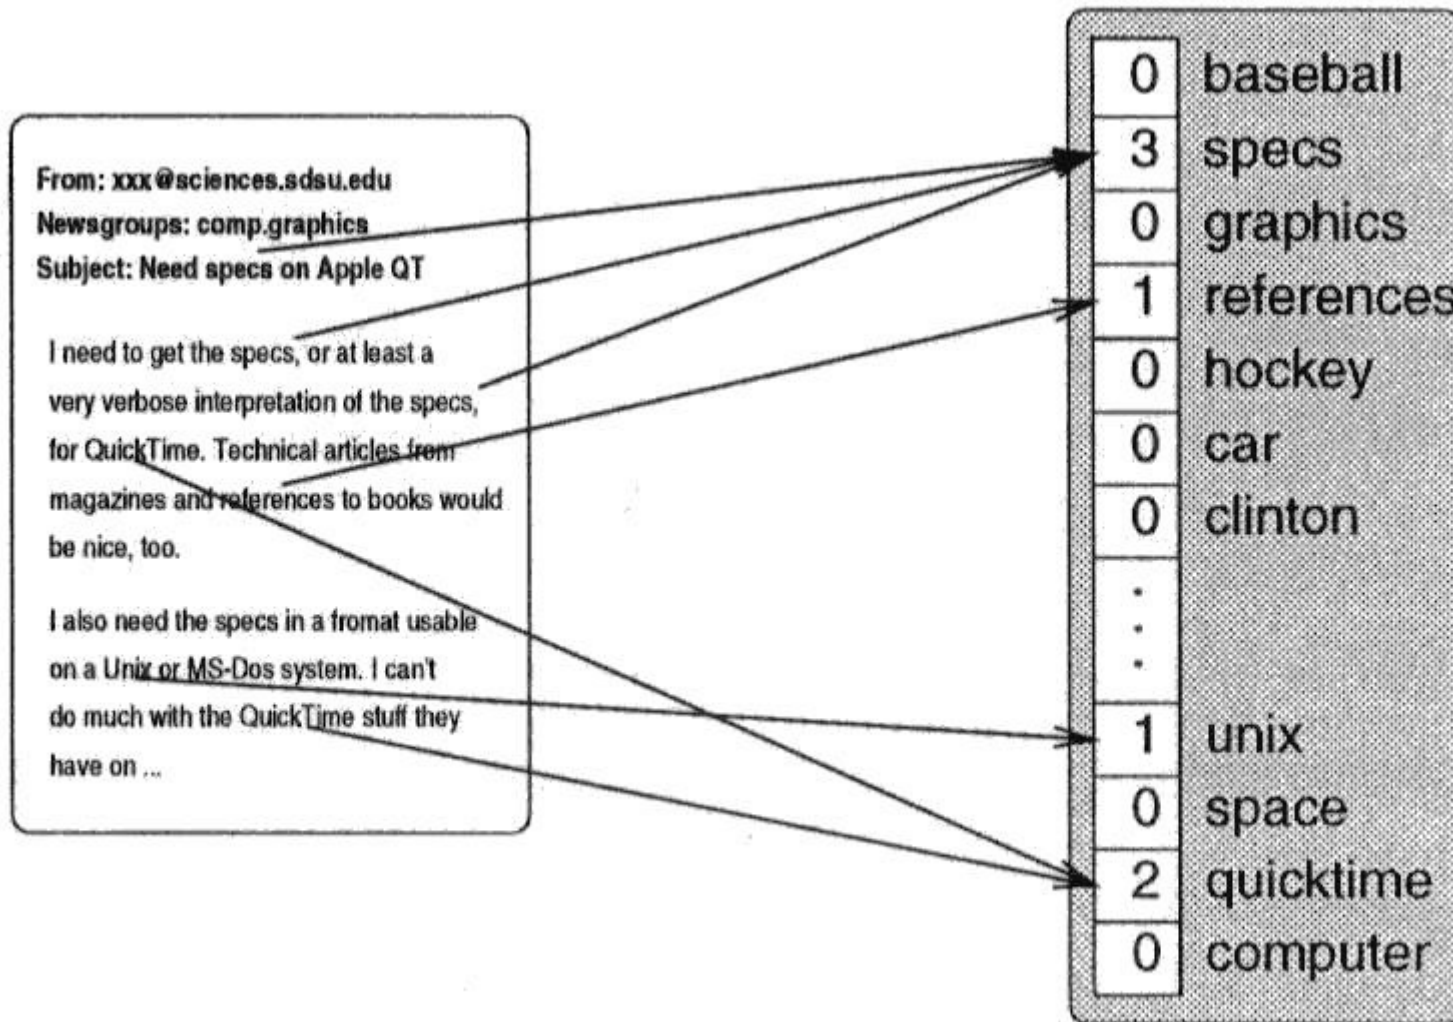 From: xxx@sciences.sdsu.edu
Newsgroups: comp.graphics
Subject: Need specs on Apple QT
I need to get the specs, or at least a
very verbose interpretation of the specs,
for QuickTime. Technical articles from
magazines and references to books would
be nice, too.
I also need the specs in a fromat usable
on a Unix or MS-Dos system. I can't
do much with the QuickTime stuff they
have on ...
0 baseball
3 specs
0 graphics
1 references
0 hockey
0 car
0 clinton
.
.
.
1 unix
0 space
2 quicktime
0 computer